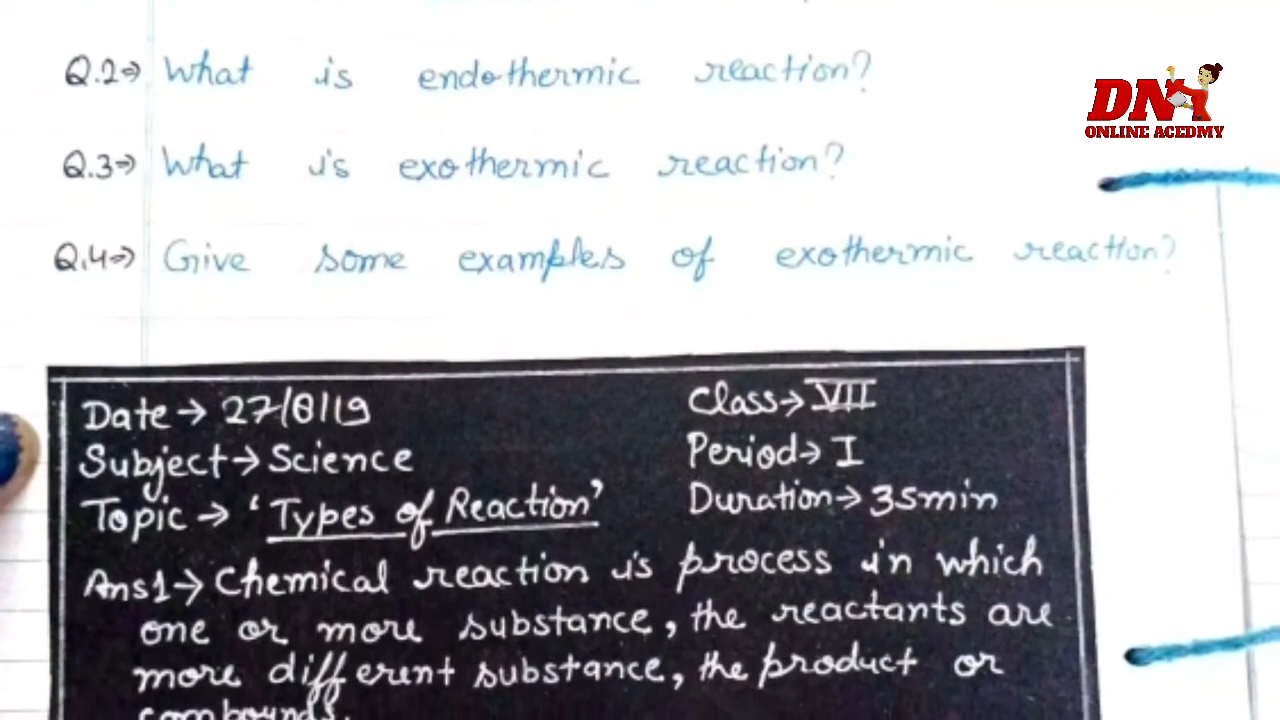 Q.2⇒ What is endothermic reaction?
DN
ONLINE ACEDMY
Q.3⇒ What is exothermic reaction?
Q.4⇒ Give some examples of exothermic reaction?
Date→ 27/8/19
Class→ VII
Subject→ Science
Period→ I
Topic → 'Types of Reaction'
Duration→ 35min
Ans1→ Chemical reaction is process in which
one or more substance, the reactants are
more different substance, the product or
compounds.